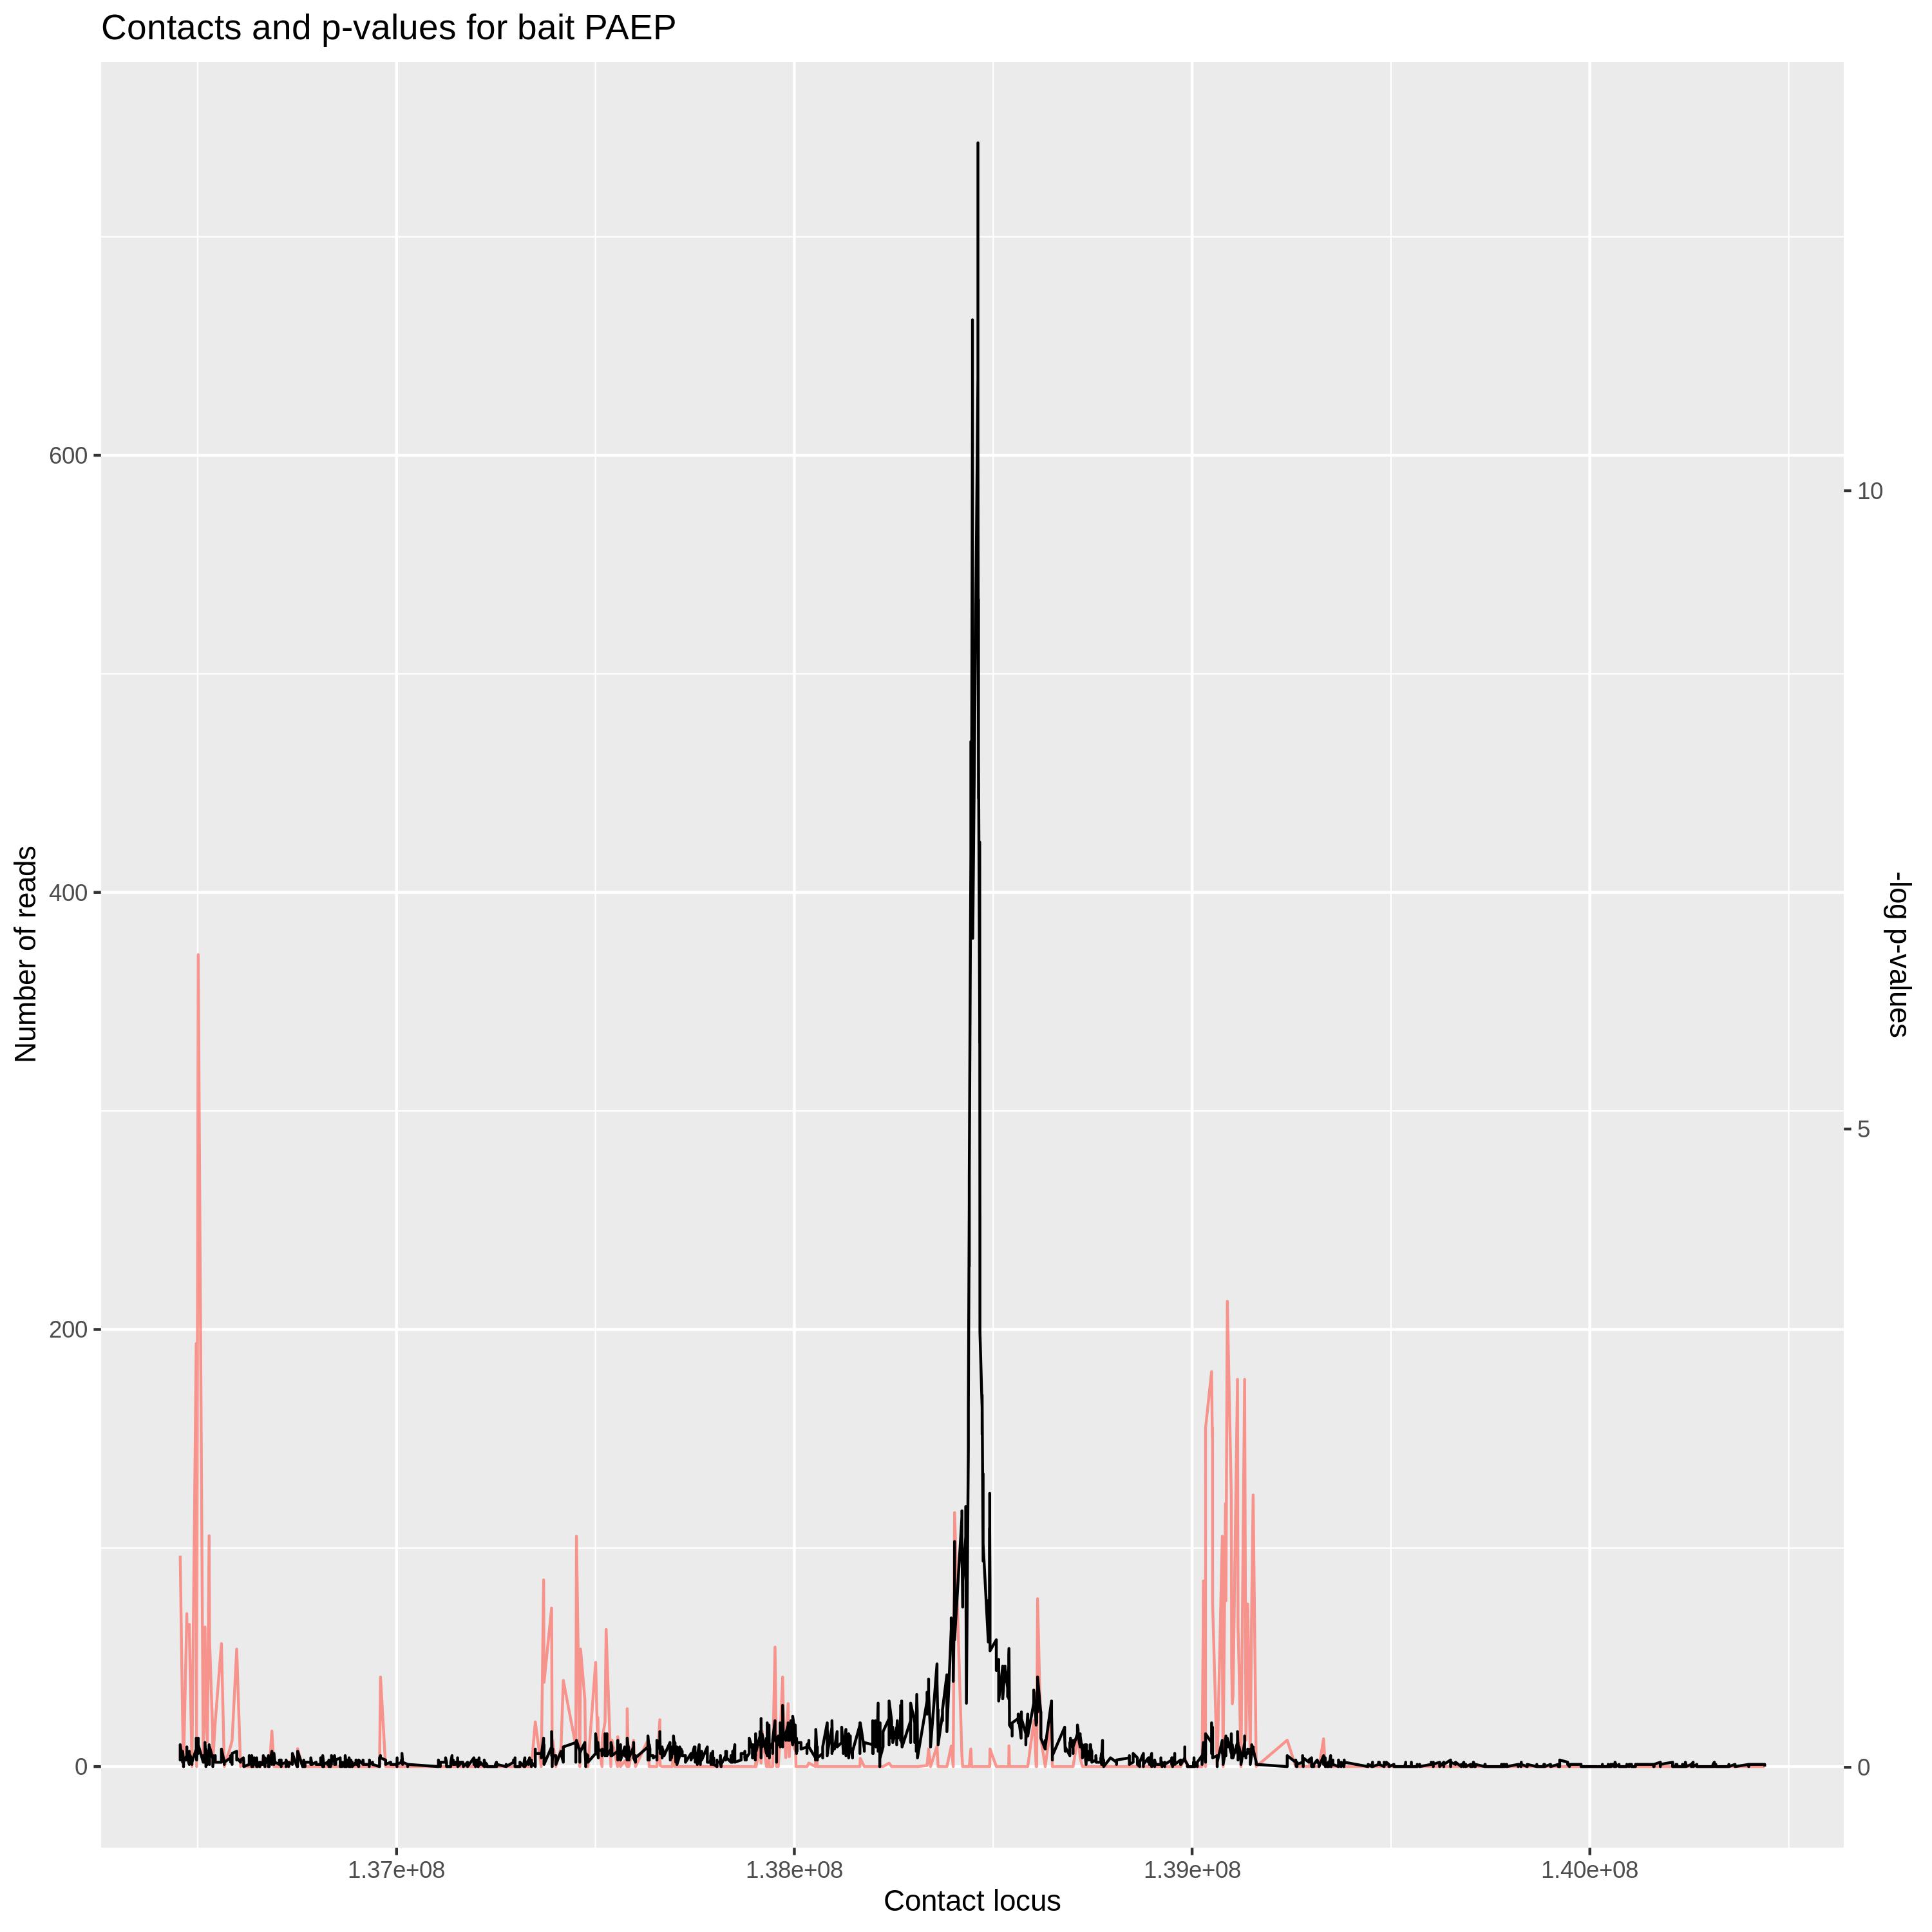 Contacts and p-values for bait PAEP
600
400
200
0
Number of reads
10
5
0
-log p-values
1.37e+08
1.38e+08
1.39e+08
1.40e+08
Contact locus